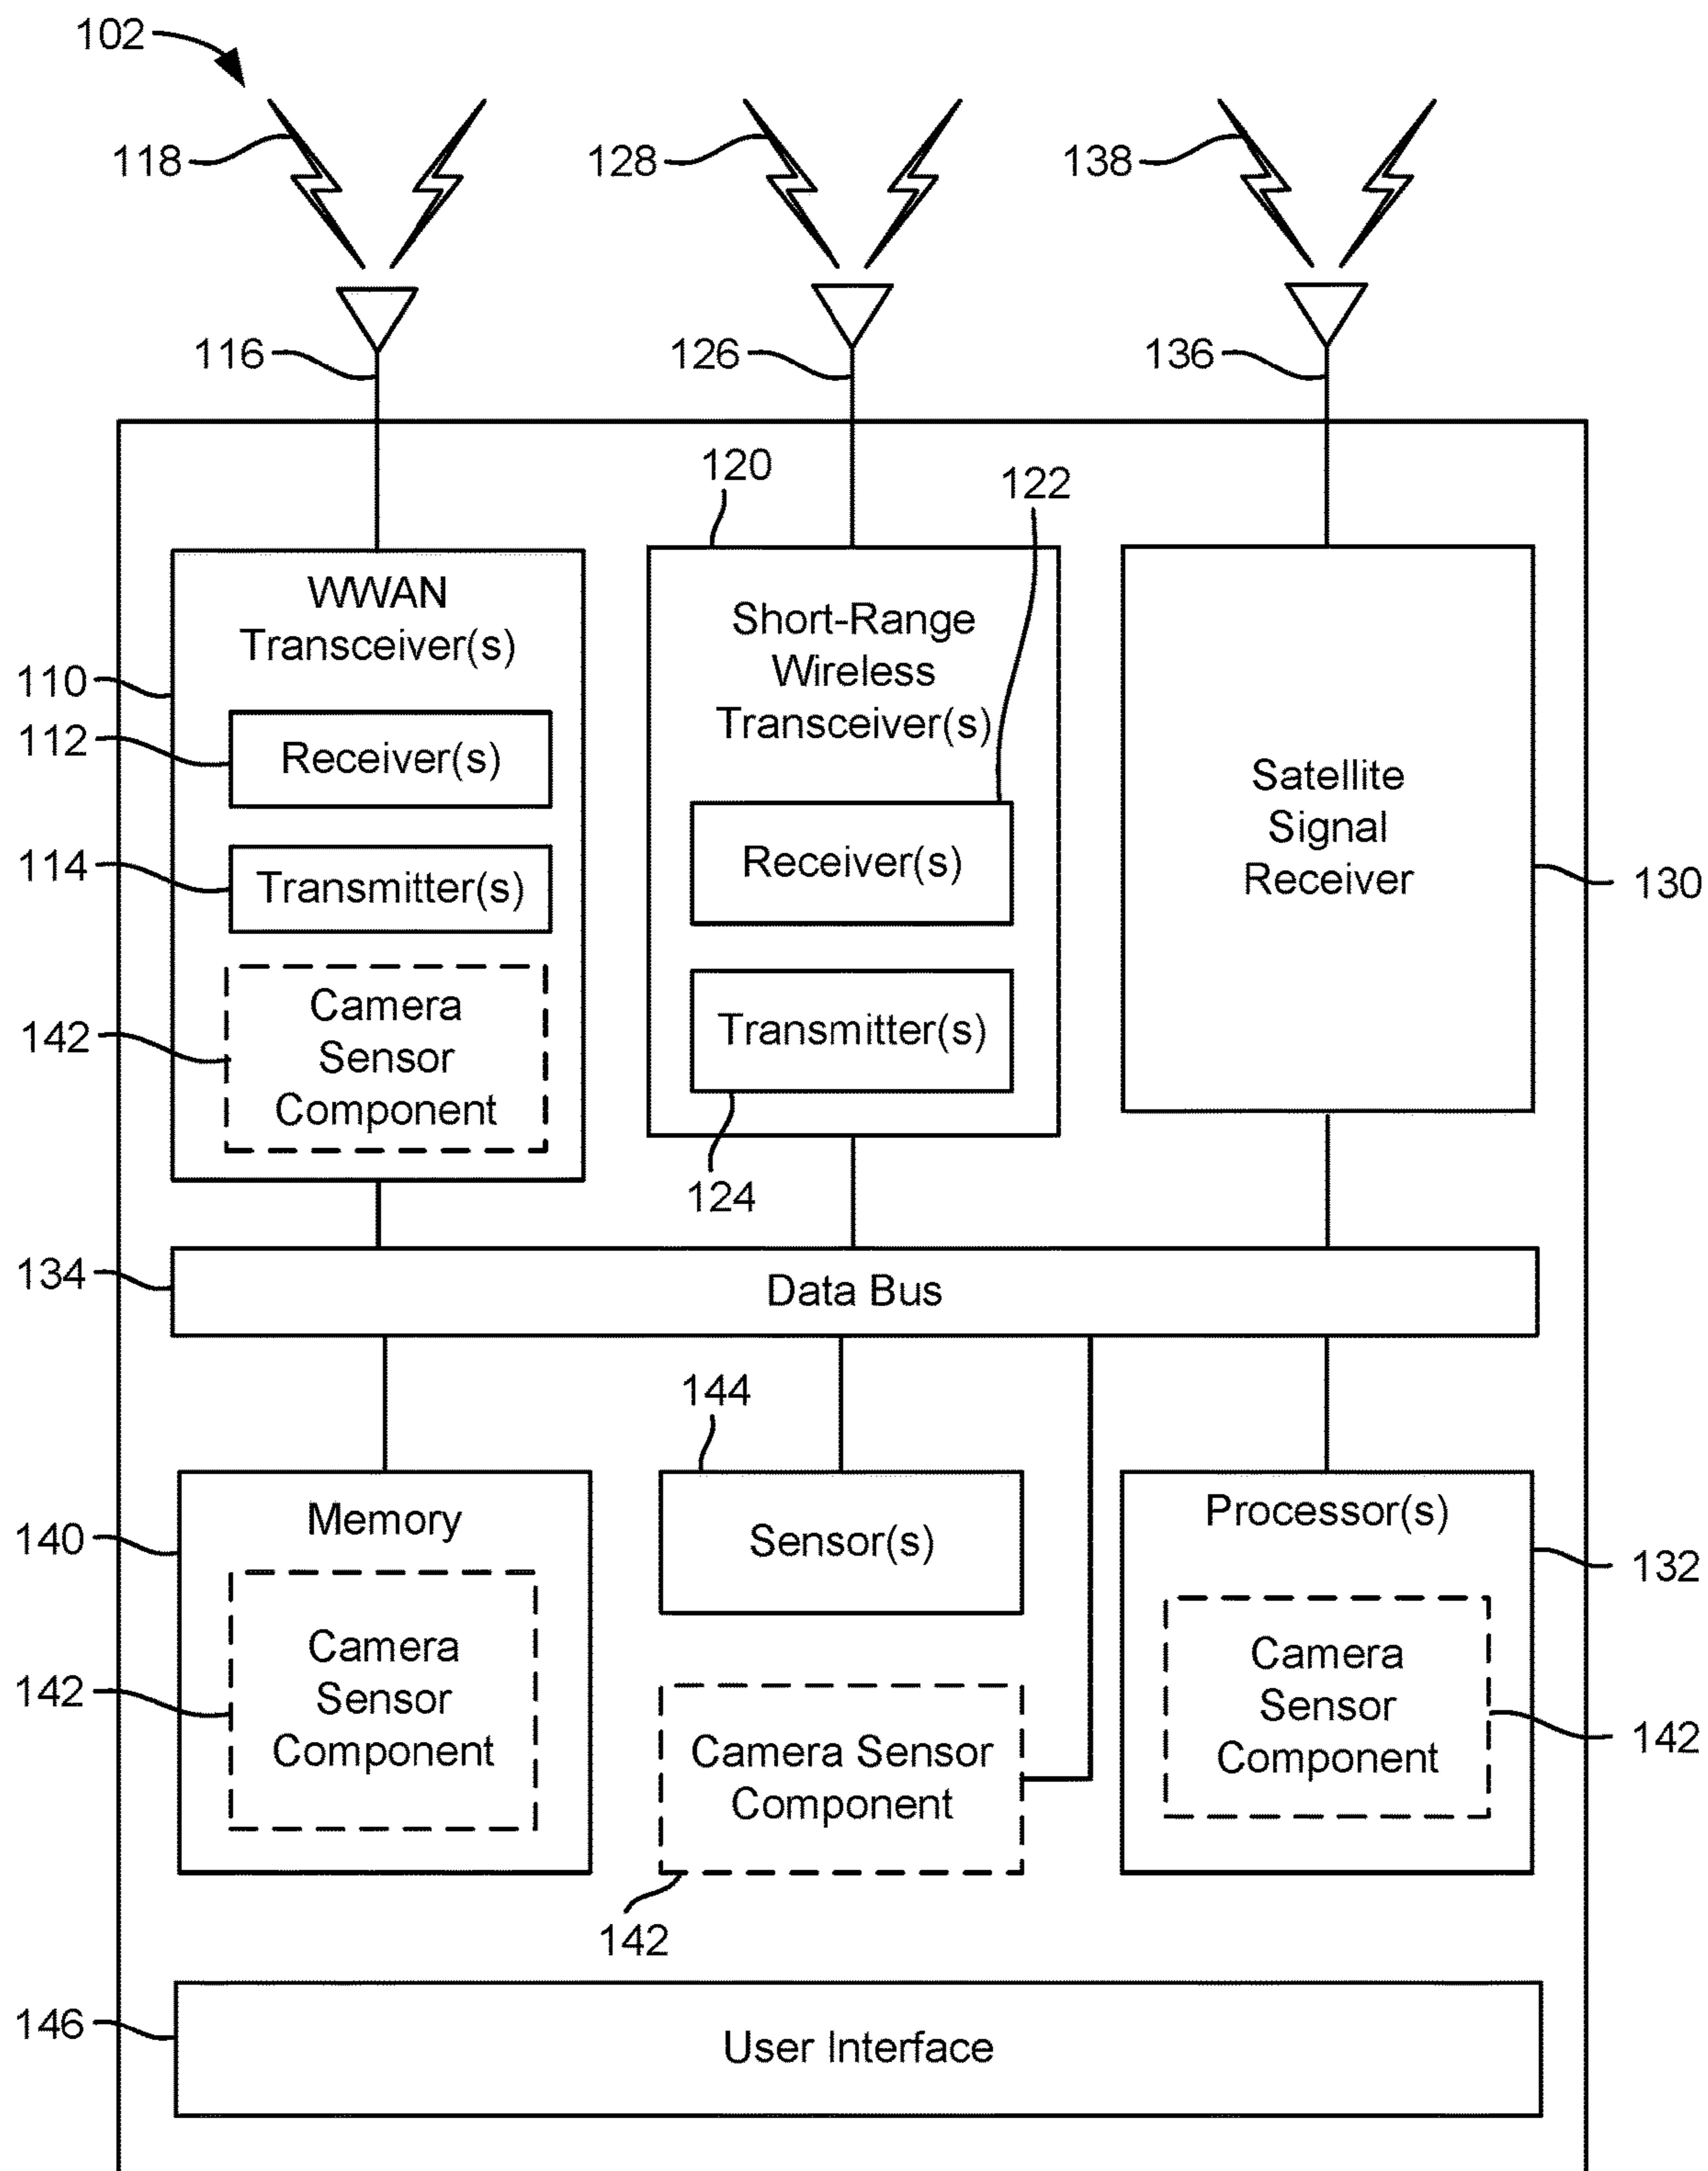 102
118
128
138
116
126
136
120
122
WWAN
Transceiver(s)
110
112
Receiver(s)
114
Transmitter(s)
142
Camera
Sensor
Component
Short-Range
Wireless
Transceiver(s)
Receiver(s)
Transmitter(s)
124
Satellite
Signal
Receiver
130
134
Data Bus
144
140
Memory
142
Camera
Sensor
Component
Sensor(s)
Camera Sensor
Component
142
Processor(s)
132
Camera
Sensor
Component
142
146
User Interface